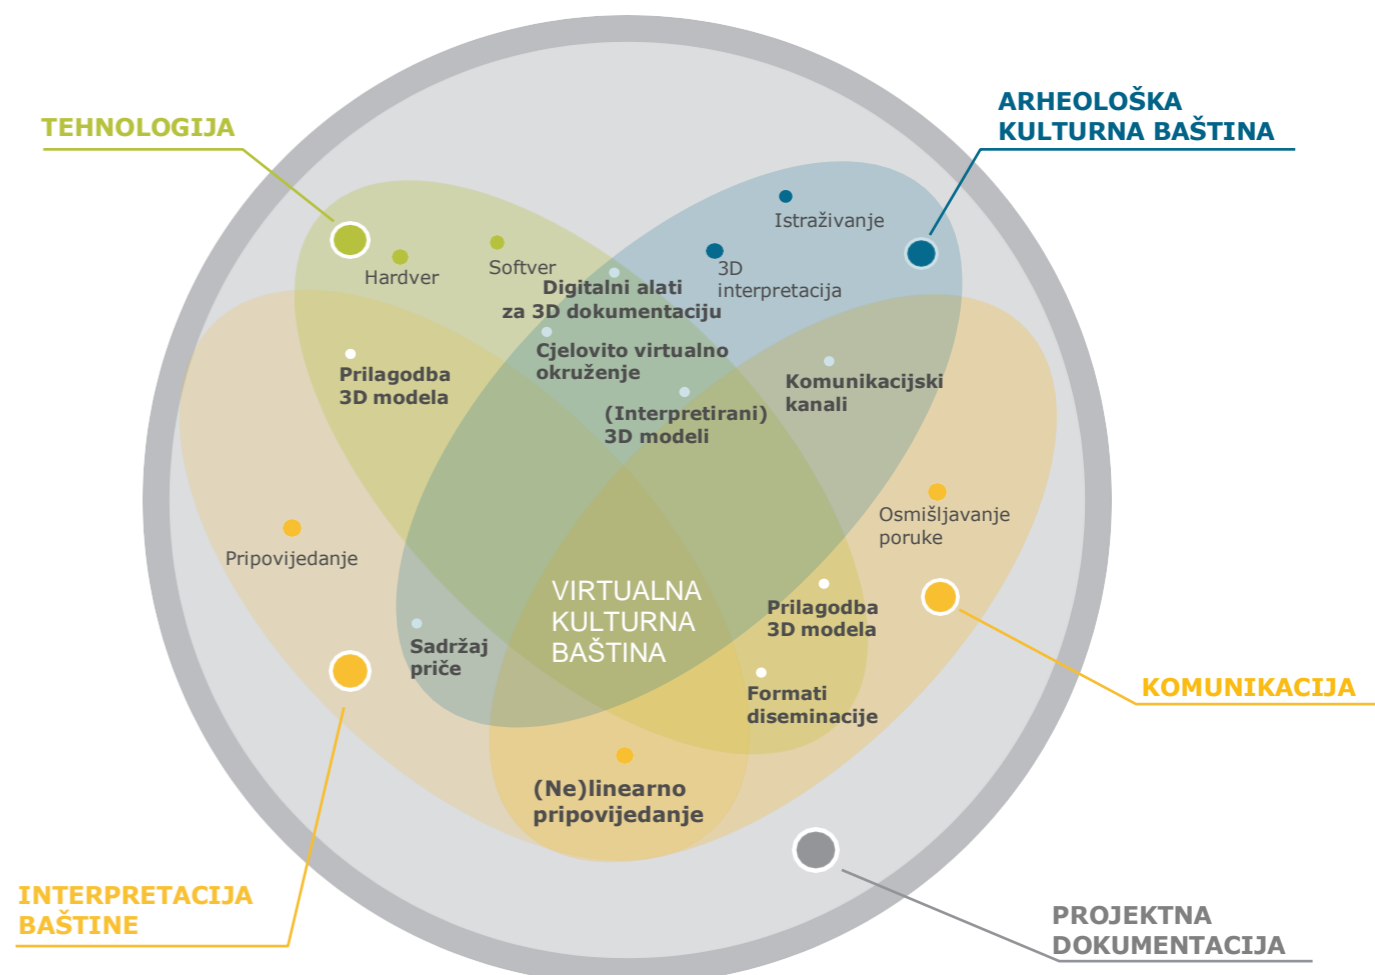 TEHNOLOGIJA
ARHEOLOŠKA
KULTURNA BAŠTINA
Istraživanje
Hardver
Softver
3D
interpretacija
Digitalni alati
za 3D dokumentaciju
Cjelovito virtualno
okruženje
Prilagodba
3D modela
(Interpretirani)
3D modeli
Komunikacijski
kanali
Osmišljavanje
poruke
Pripovijedanje
VIRTUALNA
KULTURNA
BAŠTINA
Prilagodba
3D modela
Sadržaj
priče
Formati
diseminacije
KOMUNIKACIJA
(Ne)linearno
pripovijedanje
INTERPRETACIJA
BAŠTINE
PROJEKTNA
DOKUMENTACIJA